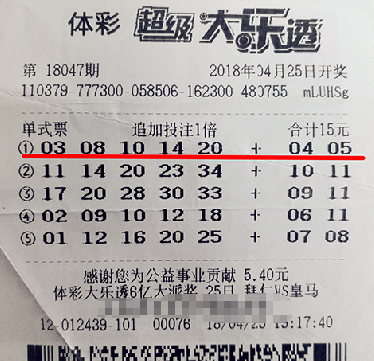 体彩 超级大乐透
第 18047期 2018年04月25日开奖
110379 777300-058506-162300 480755 mLUHSg
单式票 追加投注1倍 合计15元
① 03 08 10 14 20 + 04 05
② 11 14 20 23 34 + 10 11
③ 17 20 28 30 33 + 09 11
④ 02 09 10 12 18 + 06 11
⑤ 01 12 16 20 25 + 07 08
感谢您为公益事业贡献 5.40元
体彩大乐透6亿大派奖 25日 拜仁VS皇马
12-012439-101 00076 18/04/25 15:17:40